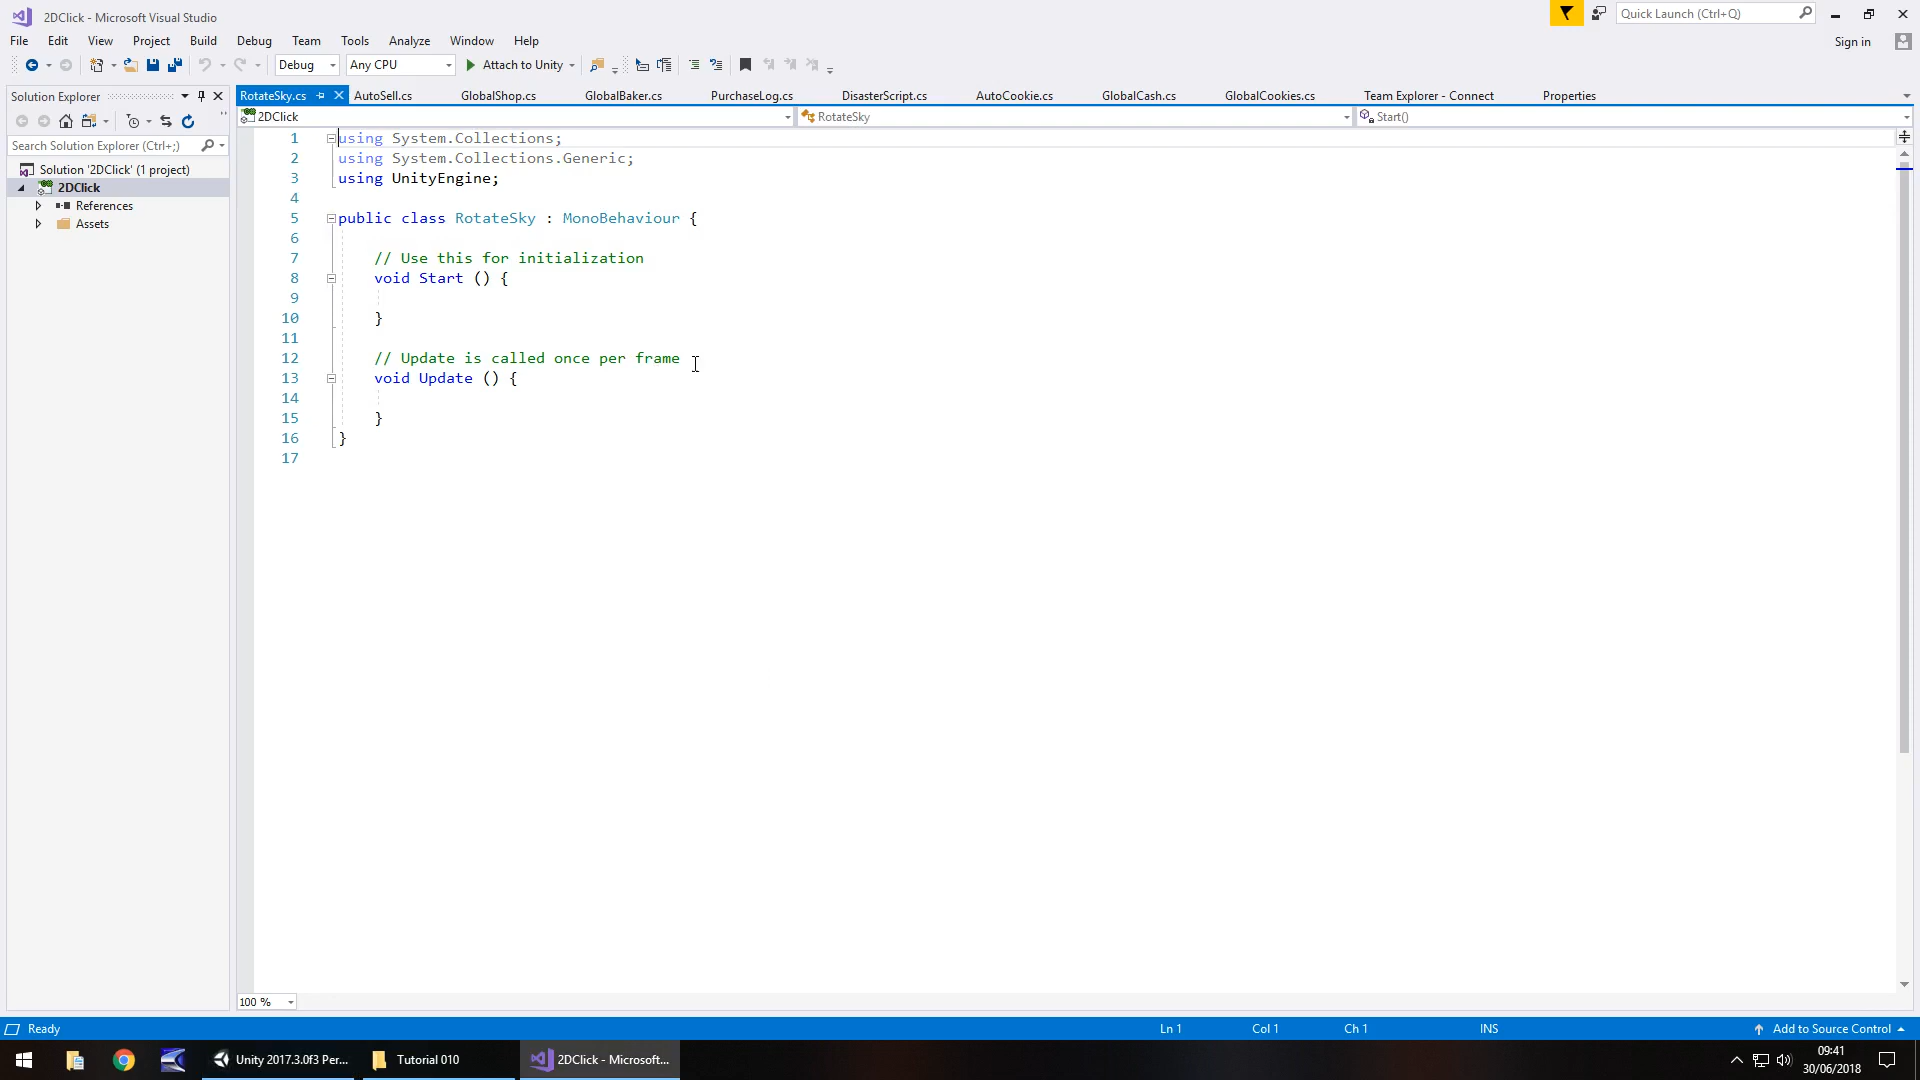 2DClick - Microsoft Visual Studio
Quick Launch (Ctrl+Q)
File Edit View Project Build Debug Team Tools Analyze Window Help
Sign in
Debug Any CPU Attach to Unity
Solution Explorer
RotateSky.cs AutoSell.cs GlobalShop.cs GlobalBaker.cs PurchaseLog.cs DisasterScript.cs AutoCookie.cs GlobalCash.cs GlobalCookies.cs Team Explorer - Connect Properties
2DClick RotateSky Start()
Search Solution Explorer (Ctrl+;)
Solution '2DClick' (1 project)
2DClick
References
Assets
1 using System.Collections;
2 using System.Collections.Generic;
3 using UnityEngine;
4
5 public class RotateSky : MonoBehaviour {
6
7 // Use this for initialization
8 void Start () {
9
10 }
11
12 // Update is called once per frame
13 void Update () {
14
15 }
16 }
17
100 %
Ready
Ln 1 Col 1 Ch 1 INS
Add to Source Control
Unity 2017.3.0f3 Per...
Tutorial 010
2DClick - Microsoft...
09:41
30/06/2018